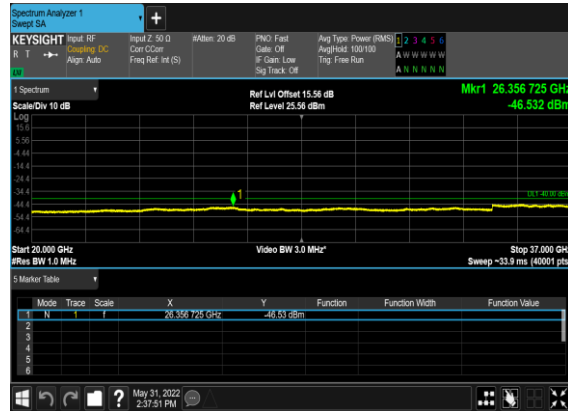 Spectrum Analyzer 1
Swept SA
KEYSIGHT Input: RF Input Z: 50 Ω #Atten: 20 dB PNO: Fast Avg Type: Power (RMS) 1 2 3 4 5 6
R T Coupling: DC Corr CCorr Gate: Off Avg|Hold: 100/100 A W W W W W
Align: Auto Freq Ref: Int (S) IF Gain: Low Trig: Free Run
LW Sig Track: Off A N N N N N
1 Spectrum Ref Lvl Offset 15.56 dB Mkr1 26.356 725 GHz
Scale/Div 10 dB Ref Level 25.56 dBm -46.532 dBm
Log
15.6
5.56
-4.44
-14.4
-24.4
-34.4 1 DL1 -40.00 dBm
-44.4
-54.4
-64.4
Start 20.000 GHz Video BW 3.0 MHz* Stop 37.000 GHz
#Res BW 1.0 MHz Sweep ~33.9 ms (40001 pts)
5 Marker Table
Mode Trace Scale X Y Function Function Width Function Value
1 N 1 f 26.356 725 GHz -46.53 dBm
2
3
4
5
6
May 31, 2022
2:37:51 PM